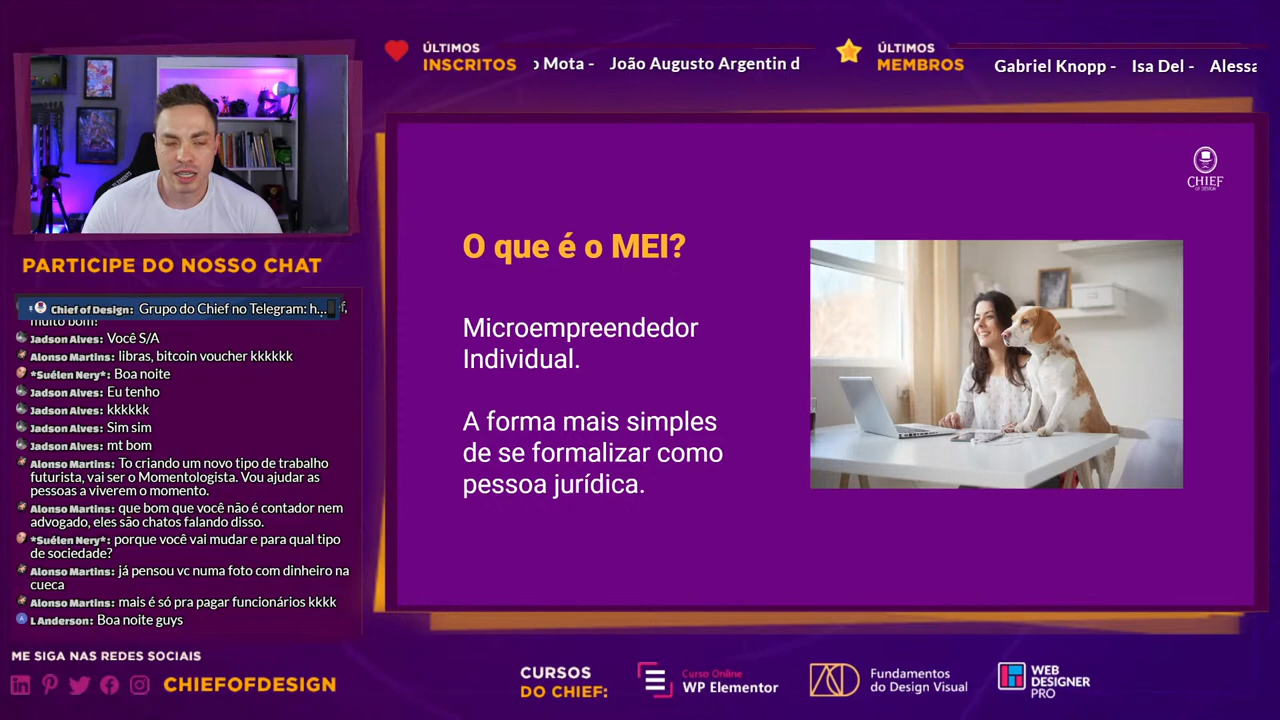 ÚLTIMOS
INSCRITOS
Mota -
João Augusto Argentin d
ÚLTIMOS
MEMBROS
Gabriel Knopp -
Isa Del -
Alessa
PARTICIPE DO NOSSO CHAT
Chief of Design: Grupo do Chief no Telegram: h...
muito bom!
Jadson Alves: Você S/A
Alonso Martins: libras, bitcoin voucher kkkkkk
*Suélen Nery*: Boa noite
Jadson Alves: Eu tenho
Jadson Alves: kkkkkk
Jadson Alves: Sim sim
Jadson Alves: mt bom
Alonso Martins: To criando um novo tipo de trabalho
futurista, vai ser o Momentologista. Vou ajudar as
pessoas a viverem o momento.
Alonso Martins: que bom que você não é contador nem
advogado, eles são chatos falando disso.
*Suélen Nery*: porque você vai mudar e para qual tipo
de sociedade?
Alonso Martins: já pensou vc numa foto com dinheiro na
cueca
Alonso Martins: mais é só pra pagar funcionários kkkk
L Anderson: Boa noite guys
CHIEF
OF DESIGN
O que é o MEI?
Microempreendedor
Individual.
A forma mais simples
de se formalizar como
pessoa jurídica.
ME SIGA NAS REDES SOCIAIS
CHIEFOFDESIGN
CURSOS
DO CHIEF:
Curso Online
WP Elementor
Fundamentos
do Design Visual
WEB
DESIGNER
PRO